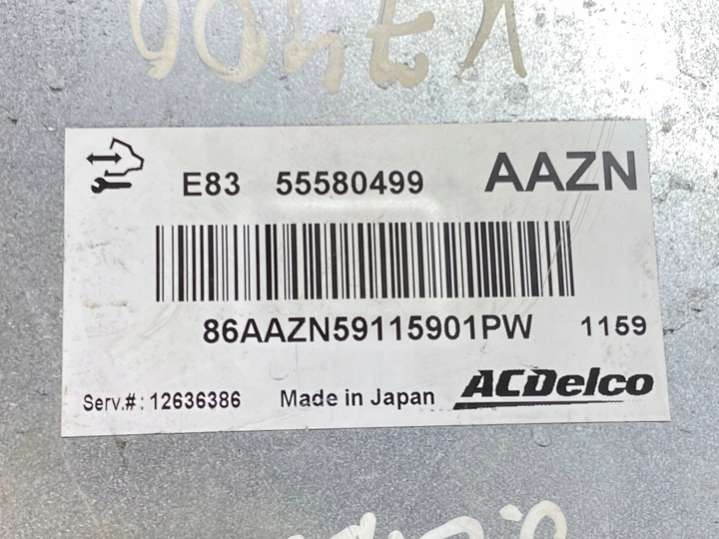 E83 55580499 AAZN
86AAZN59115901PW 1159
Serv.#: 12636386 Made in Japan ACDelco